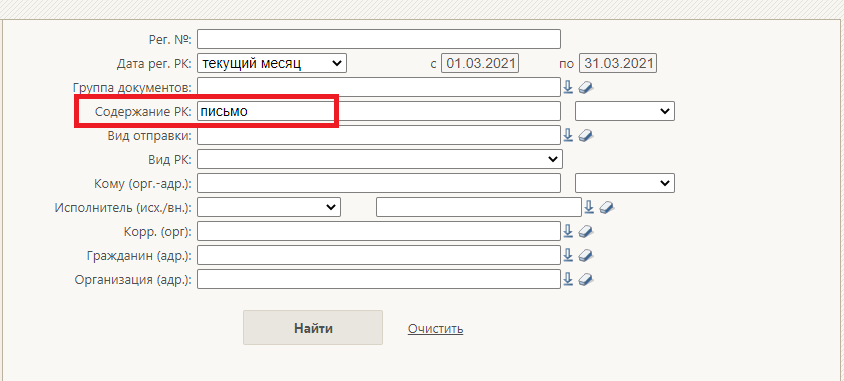 Рег. №:
Дата рег. РК: текущий месяц с 01.03.2021 по 31.03.2021
Группа документов:
Содержание РК: письмо
Вид отправки:
Вид РК:
Кому (орг.-адр.):
Исполнитель (исх./вн.):
Корр. (орг):
Гражданин (адр.):
Организация (адр.):
Найти Очистить